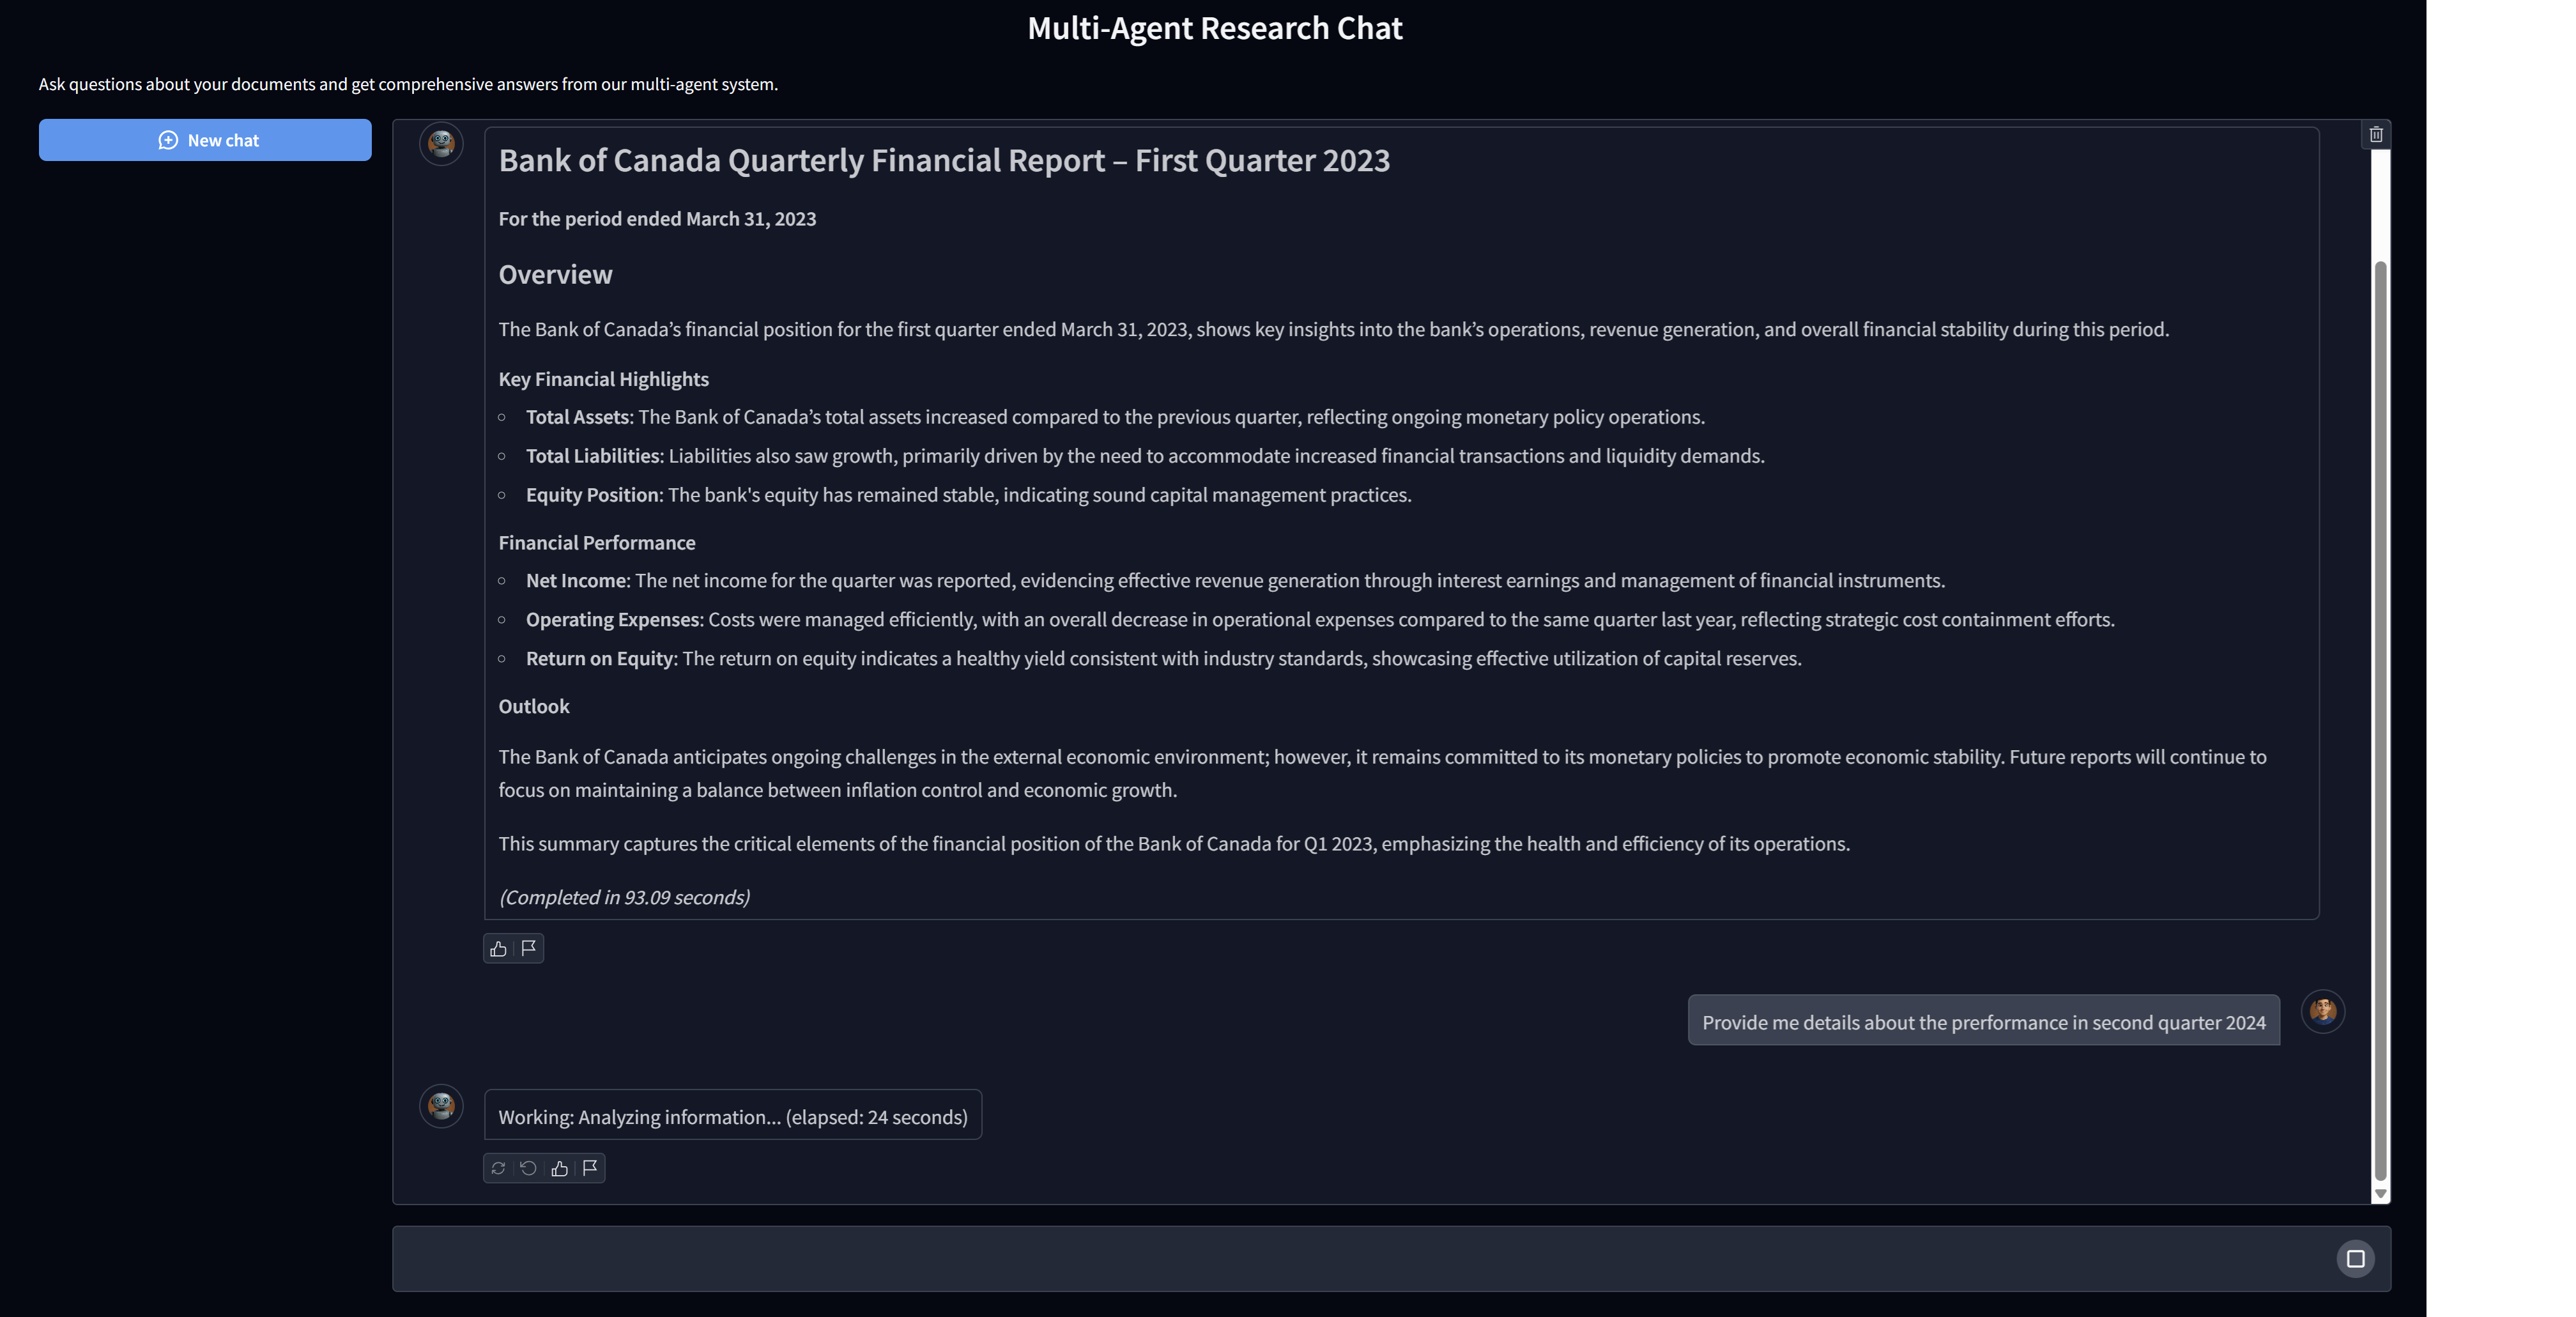 Multi-Agent Research Chat
Ask questions about your documents and get comprehensive answers from our multi-agent system.
New chat
Bank of Canada Quarterly Financial Report – First Quarter 2023
For the period ended March 31, 2023
Overview
The Bank of Canada’s financial position for the first quarter ended March 31, 2023, shows key insights into the bank’s operations, revenue generation, and overall financial stability during this period.
Key Financial Highlights
Total Assets: The Bank of Canada’s total assets increased compared to the previous quarter, reflecting ongoing monetary policy operations.
Total Liabilities: Liabilities also saw growth, primarily driven by the need to accommodate increased financial transactions and liquidity demands.
Equity Position: The bank's equity has remained stable, indicating sound capital management practices.
Financial Performance
Net Income: The net income for the quarter was reported, evidencing effective revenue generation through interest earnings and management of financial instruments.
Operating Expenses: Costs were managed efficiently, with an overall decrease in operational expenses compared to the same quarter last year, reflecting strategic cost containment efforts.
Return on Equity: The return on equity indicates a healthy yield consistent with industry standards, showcasing effective utilization of capital reserves.
Outlook
The Bank of Canada anticipates ongoing challenges in the external economic environment; however, it remains committed to its monetary policies to promote economic stability. Future reports will continue to
focus on maintaining a balance between inflation control and economic growth.
This summary captures the critical elements of the financial position of the Bank of Canada for Q1 2023, emphasizing the health and efficiency of its operations.
(Completed in 93.09 seconds)
Provide me details about the prerformance in second quarter 2024
Working: Analyzing information... (elapsed: 24 seconds)